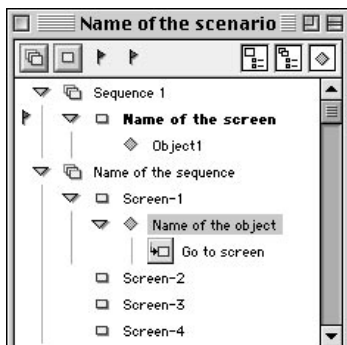 Name of the scenario
Sequence 1
Name of the screen
Object1
Name of the sequence
Screen-1
Name of the object
Go to screen
Screen-2
Screen-3
Screen-4